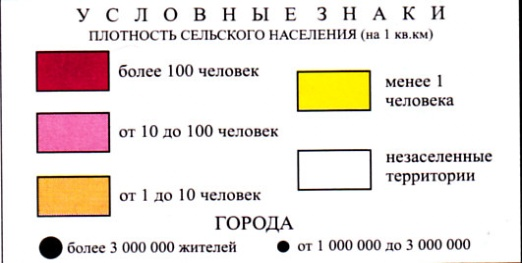 УСЛОВНЫЕ ЗНАКИ
ПЛОТНОСТЬ СЕЛЬСКОГО НАСЕЛЕНИЯ (на 1 кв.км)
более 100 человек
от 10 до 100 человек
от 1 до 10 человек
менее 1
человека
незаселенные
территории
ГОРОДА
более 3 000 000 жителей
от 1 000 000 до 3 000 000